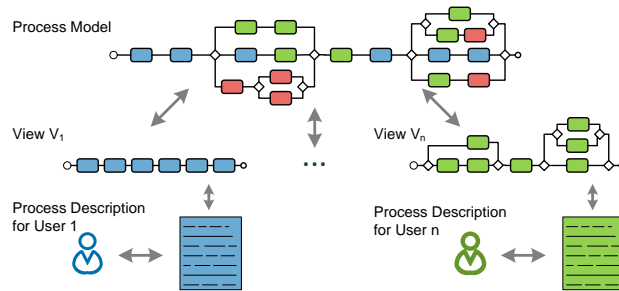 Process Model
View V1
...
View Vn
Process Description
for User 1
Process Description
for User n